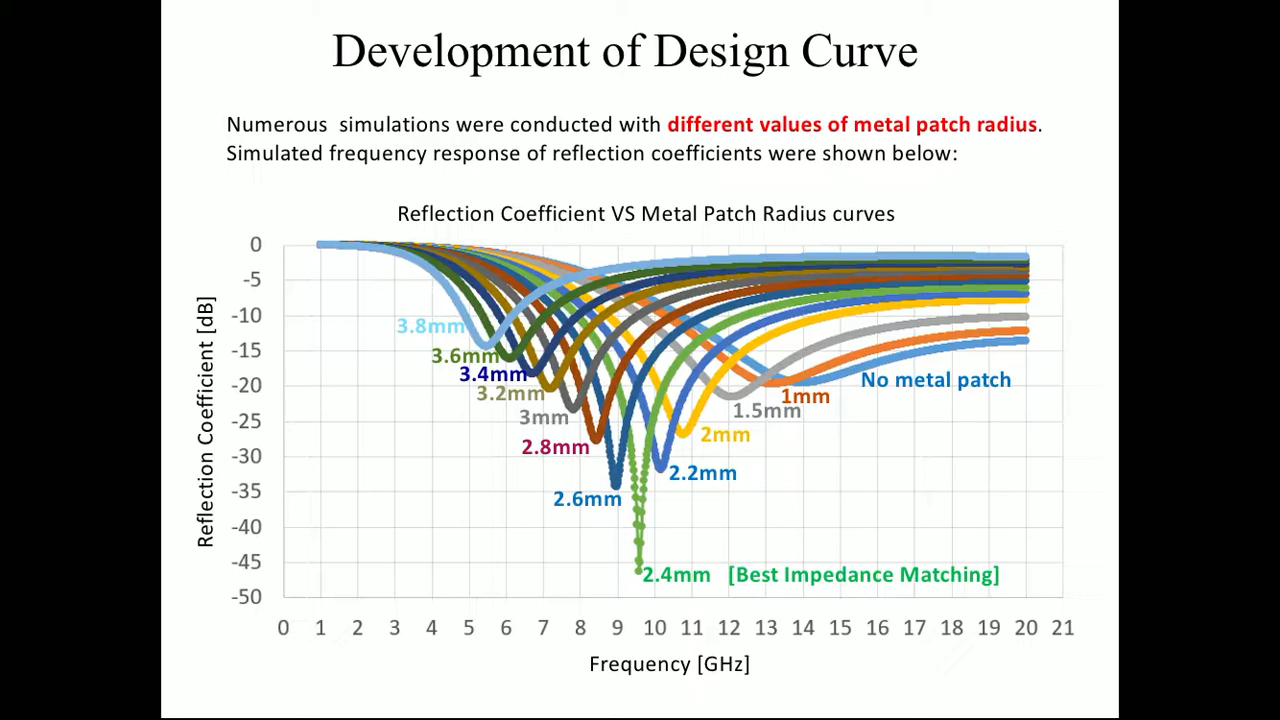 Development of Design Curve
Numerous simulations were conducted with different values of metal patch radius.
Simulated frequency response of reflection coefficients were shown below:
Reflection Coefficient VS Metal Patch Radius curves
Reflection Coefficient [dB]
0
-5
-10
-15
-20
-25
-30
-35
-40
-45
-50
3.8mm
3.6mm
3.4mm
3.2mm
3mm
2.8mm
2.6mm
No metal patch
1mm
1.5mm
2mm
2.2mm
2.4mm [Best Impedance Matching]
0 1 2 3 4 5 6 7 8 9 10 11 12 13 14 15 16 17 18 19 20 21
Frequency [GHz]